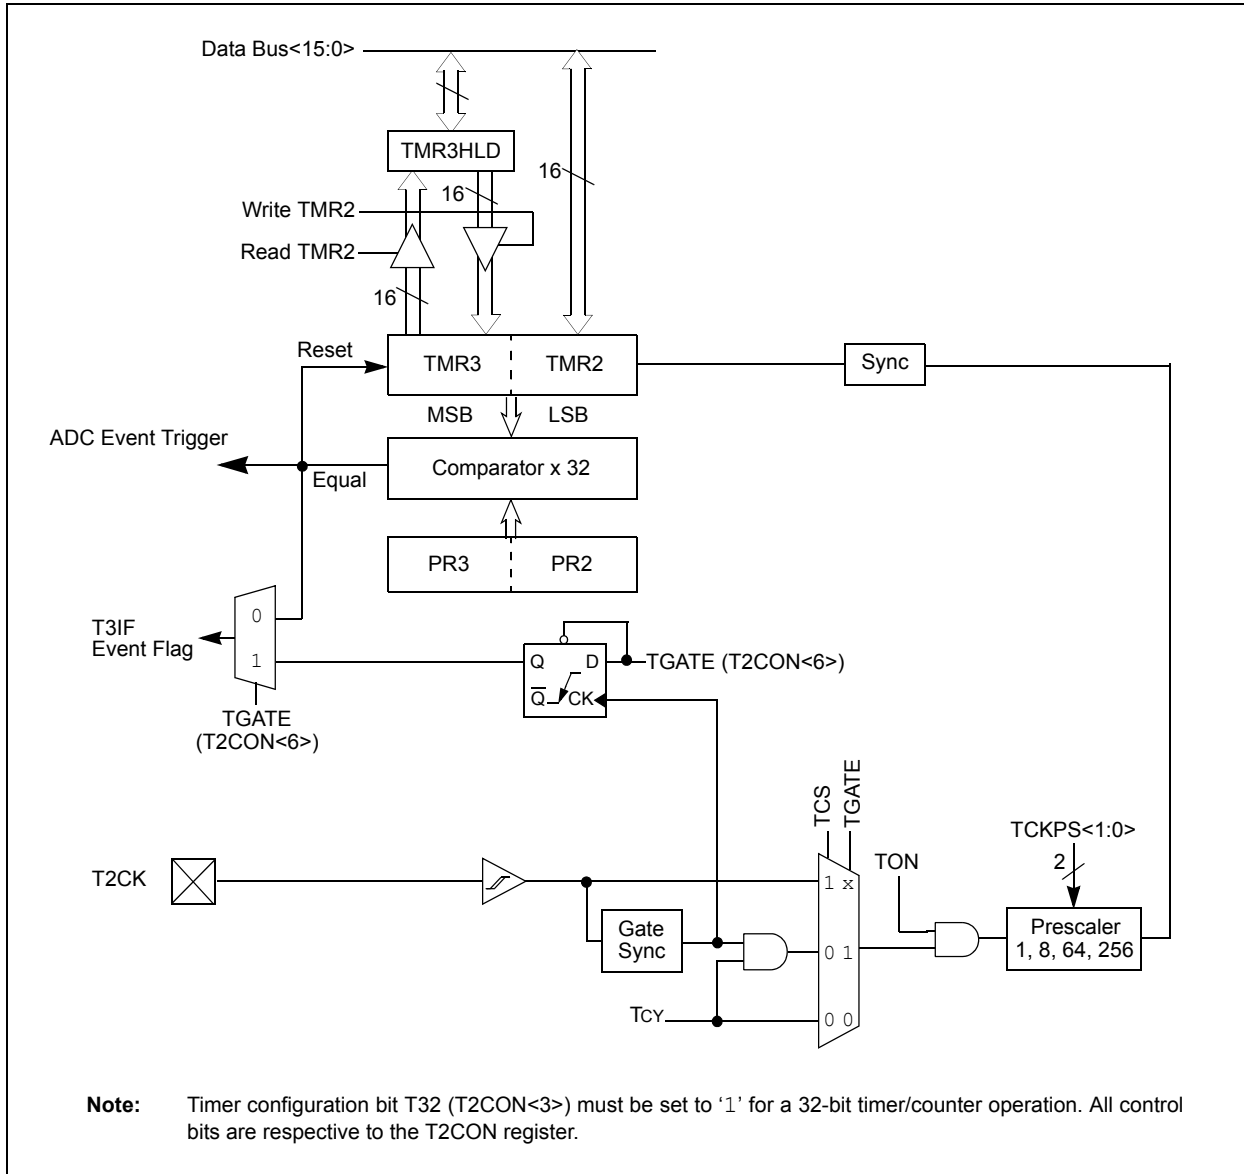 Data Bus<15:0>
TMR3HLD
16
16
Write TMR2
Read TMR2
16
Reset
TMR3
TMR2
Sync
MSB
LSB
ADC Event Trigger
Equal
Comparator x 32
PR3
PR2
0
T3IF
Event Flag
1
Q
D
TGATE (T2CON<6>)
Q
CK
TGATE
(T2CON<6>)
TCS
TGATE
TCKPS<1:0>
2
TON
T2CK
1 x
Gate
Sync
0 1
Prescaler
1, 8, 64, 256
TCY
0 0
Note: Timer configuration bit T32 (T2CON<3>) must be set to ‘1’ for a 32-bit timer/counter operation. All control
bits are respective to the T2CON register.